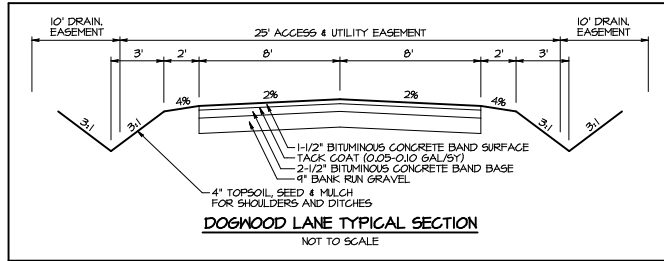 10' DRAIN. EASEMENT
25' ACCESS & UTILITY EASEMENT
10' DRAIN. EASEMENT
3' 2' 8' 8' 2' 3'
4% 2% 2% 4%
3:1 3:1 3:1 3:1
1-1/2" BITUMINOUS CONCRETE BAND SURFACE
TACK COAT (0.05-0.10 GAL/SY)
2-1/2" BITUMINOUS CONCRETE BAND BASE
9" BANK RUN GRAVEL
4" TOPSOIL, SEED & MULCH
FOR SHOULDERS AND DITCHES
DOGWOOD LANE TYPICAL SECTION
NOT TO SCALE